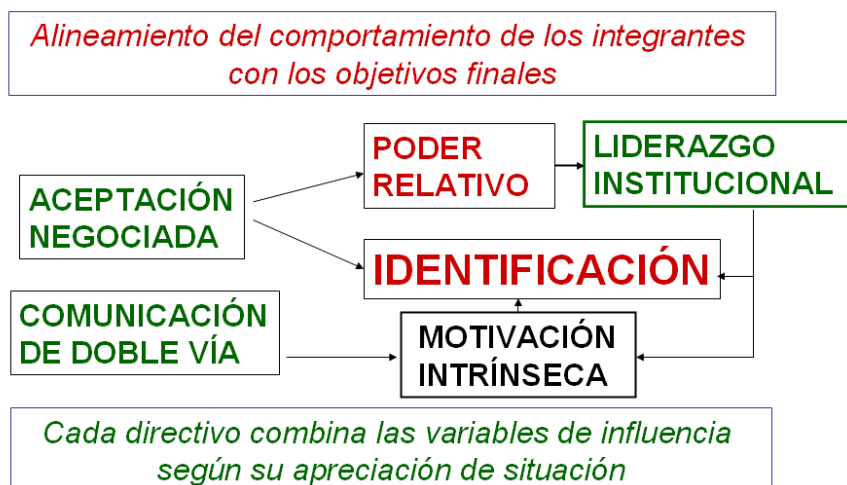 Alineamiento del comportamiento de los integrantes
con los objetivos finales
PODER
RELATIVO
LIDERAZGO
INSTITUCIONAL
ACEPTACIÓN
NEGOCIADA
IDENTIFICACIÓN
COMUNICACIÓN
DE DOBLE VÍA
MOTIVACIÓN
INTRÍNSECA
Cada directivo combina las variables de influencia
según su apreciación de situación